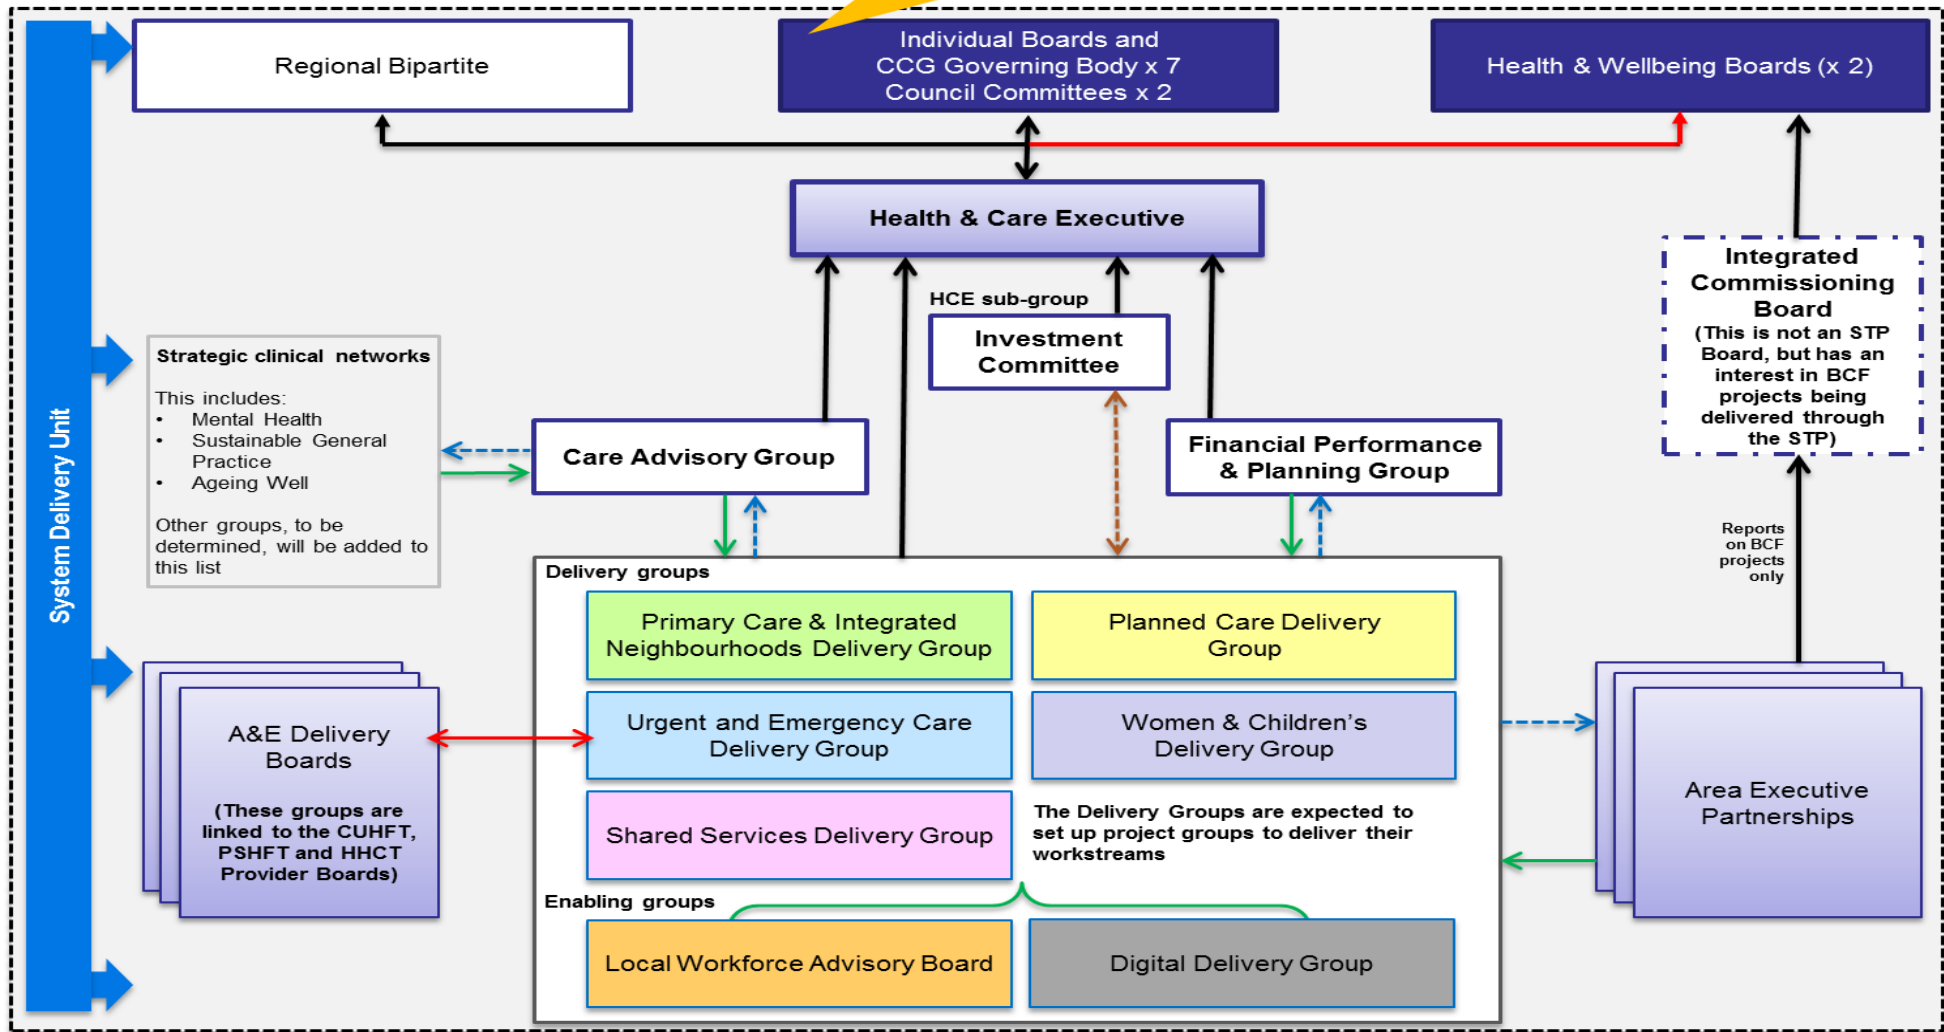 System Delivery Unit
Regional Bipartite
Individual Boards and
CCG Governing Body x 7
Council Committees x 2
Health & Wellbeing Boards (x 2)
Health & Care Executive
HCE sub-group
Investment
Committee
Integrated
Commissioning
Board
(This is not an STP
Board, but has an
interest in BCF
projects being
delivered through
the STP)
Strategic clinical networks
This includes:
• Mental Health
• Sustainable General
Practice
• Ageing Well
Other groups, to be
determined, will be added to
this list
Care Advisory Group
Financial Performance
& Planning Group
Reports
on BCF
projects
only
Delivery groups
Primary Care & Integrated
Neighbourhoods Delivery Group
Planned Care Delivery
Group
Urgent and Emergency Care
Delivery Group
Women & Children's
Delivery Group
Shared Services Delivery Group
The Delivery Groups are expected to
set up project groups to deliver their
workstreams
Enabling groups
Local Workforce Advisory Board
Digital Delivery Group
A&E Delivery
Boards
(These groups are
linked to the CUHFT,
PSHFT and HHCT
Provider Boards)
Area Executive
Partnerships